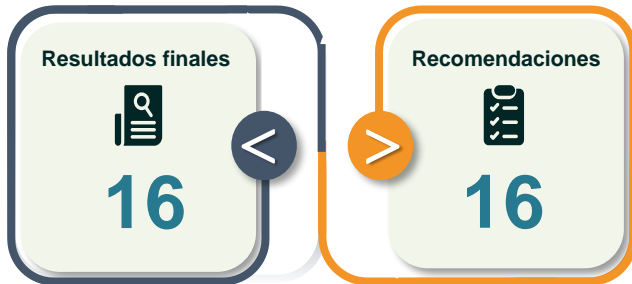 Resultados finales
16
<
>
Recomendaciones
16